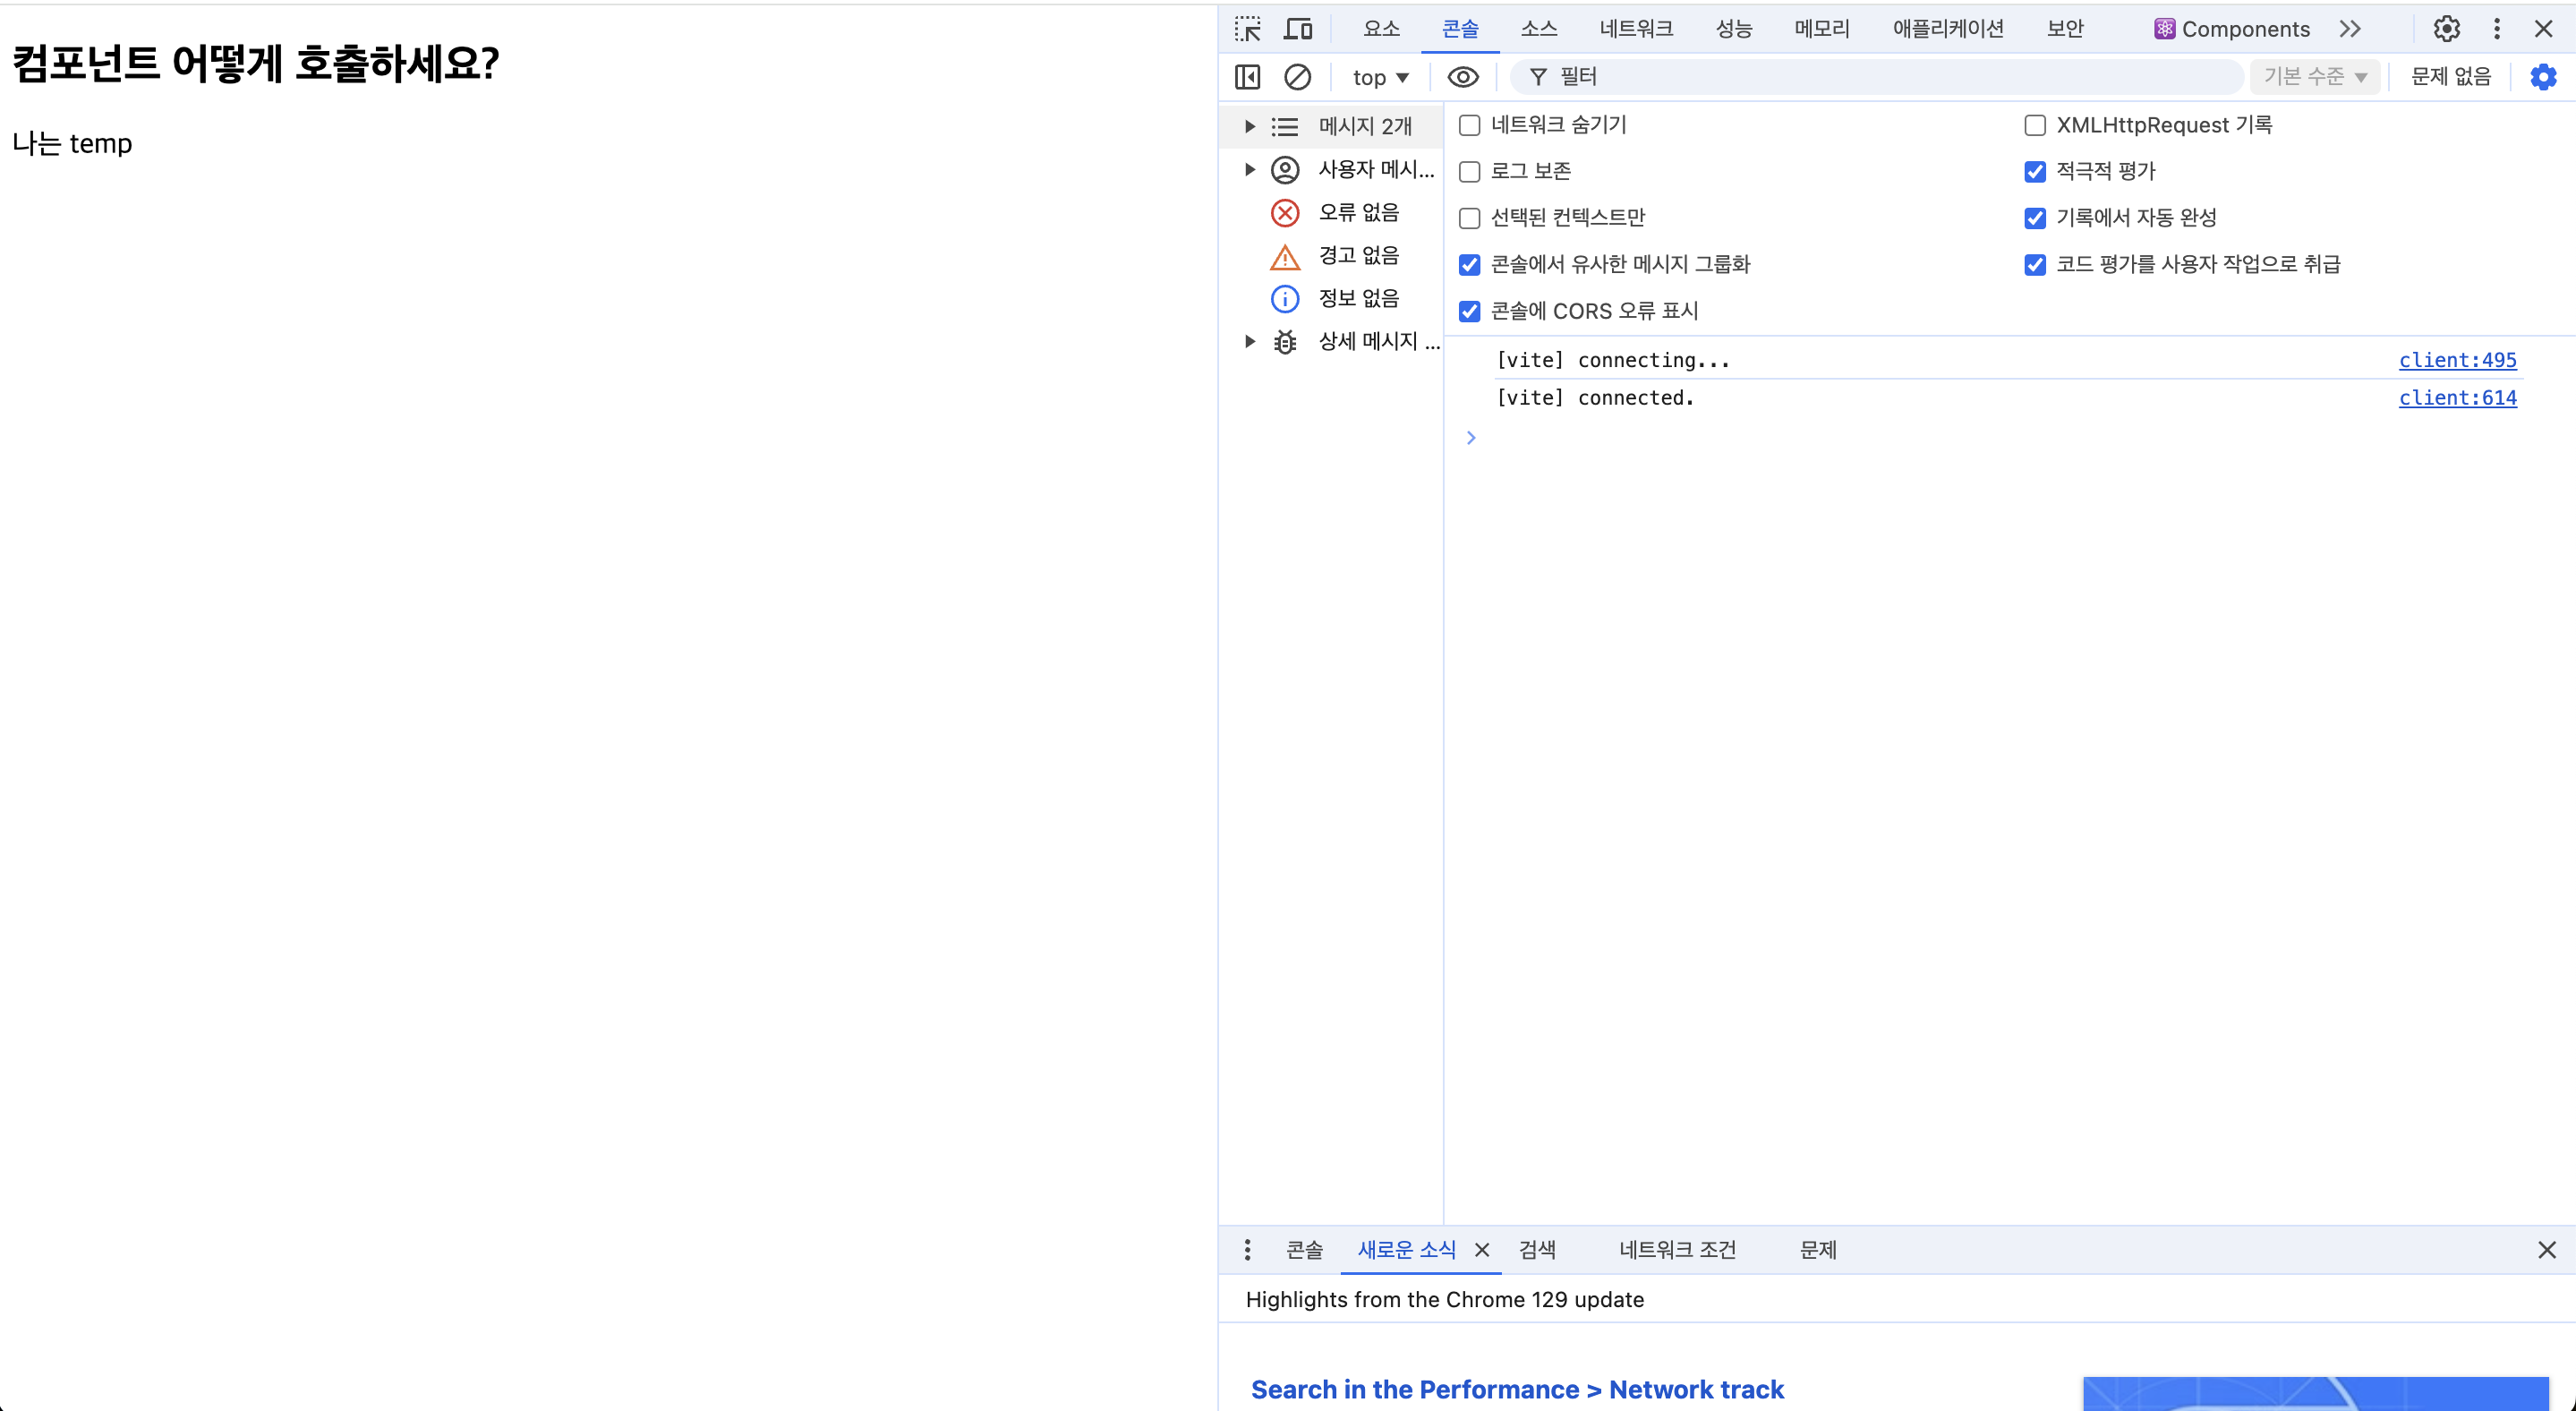 컴포넌트 어떻게 호출하세요?
나는 temp
요소 콘솔 소스 네트워크 성능 메모리 애플리케이션 보안 Components
top 필터 기본 수준 문제 없음
메시지 2개
사용자 메시...
오류 없음
경고 없음
정보 없음
상세 메시지 ...
네트워크 숨기기 XMLHttpRequest 기록
로그 보존 적극적 평가
선택된 컨텍스트만 기록에서 자동 완성
콘솔에서 유사한 메시지 그룹화 코드 평가를 사용자 작업으로 취급
콘솔에 CORS 오류 표시
[vite] connecting... client:495
[vite] connected. client:614
콘솔 새로운 소식 검색 네트워크 조건 문제
Highlights from the Chrome 129 update
Search in the Performance > Network track